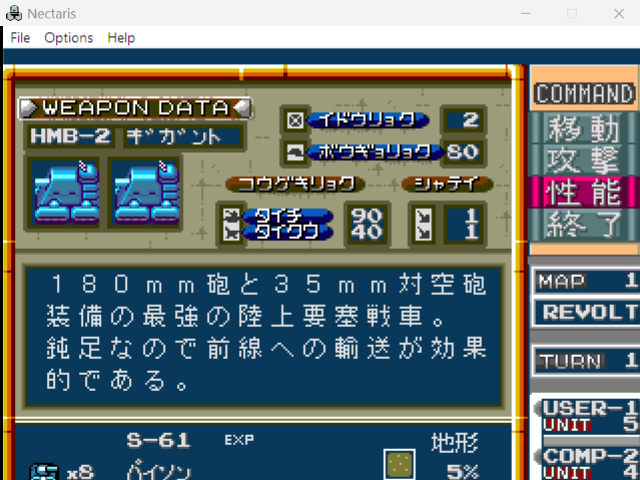 Nectaris
File Options Help
WEAPON DATA
HMB-2 ギガント
イドウリョク 2
ボウギョリョク 80
コウゲキリョク シャテイ
タイチ 90 1
タイクウ 40 1
180mm砲と35mm対空砲
装備の最強の陸上要塞戦車。
鈍足なので前線への輸送が効果
的である。
S-61 EXP 地形
x8 バイソン 5%
COMMAND
移動
攻撃
性能
終了
MAP 1
REVOLT
TURN 1
USER-1
UNIT 5
COMP-2
UNIT 4